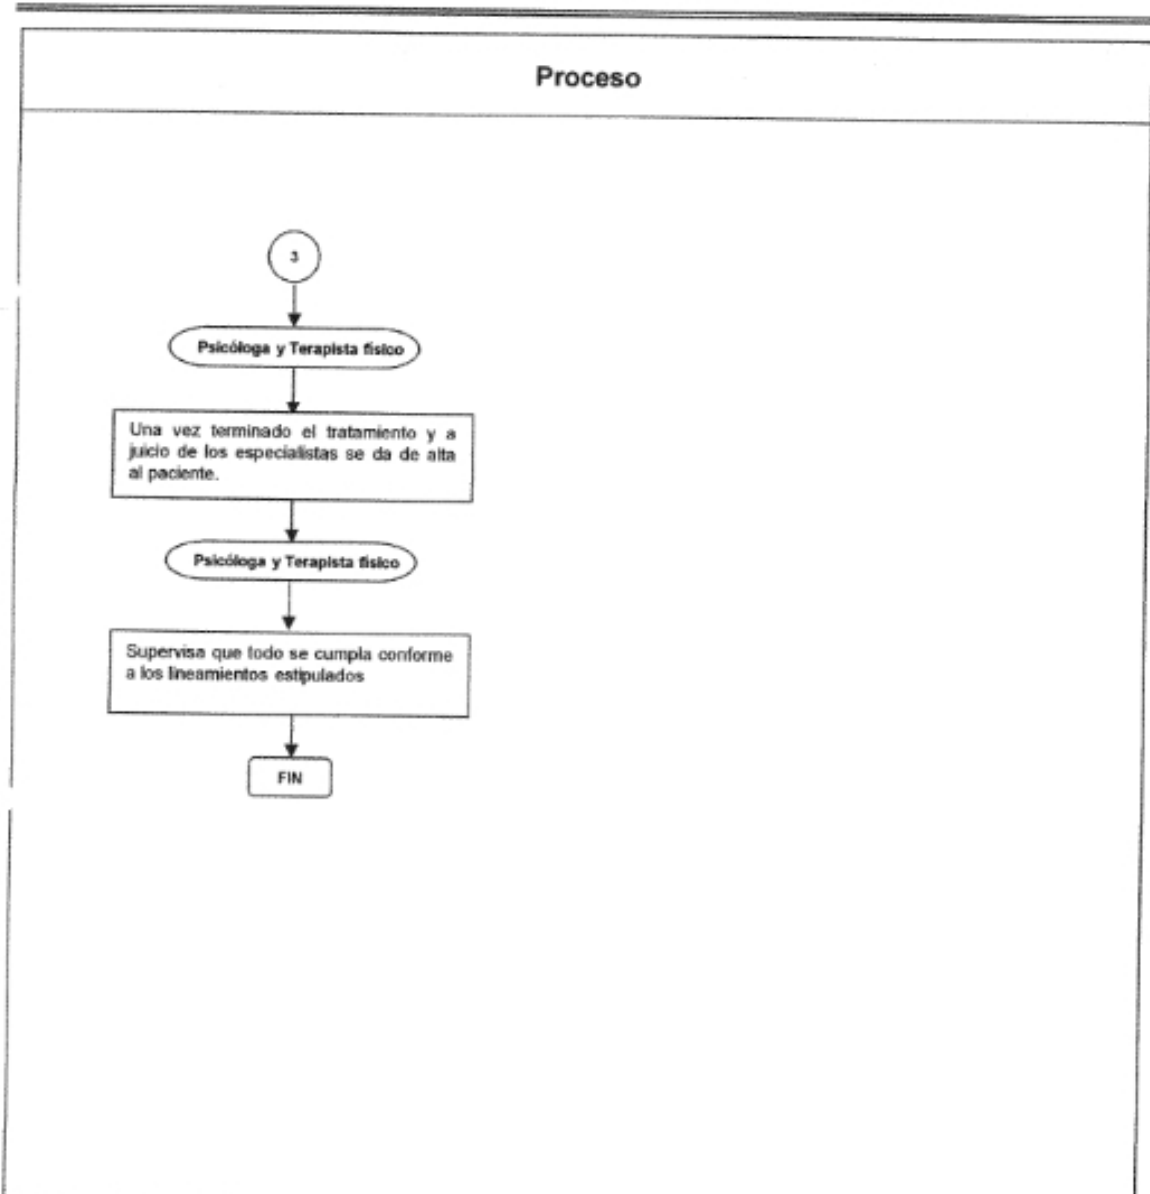 Proceso
3
Psicóloga y Terapista físico
Una vez terminado el tratamiento y a
juicio de los especialistas se da de alta
al paciente.
Psicóloga y Terapista físico
Supervisa que todo se cumpla conforme
a los lineamientos estipulados
FIN